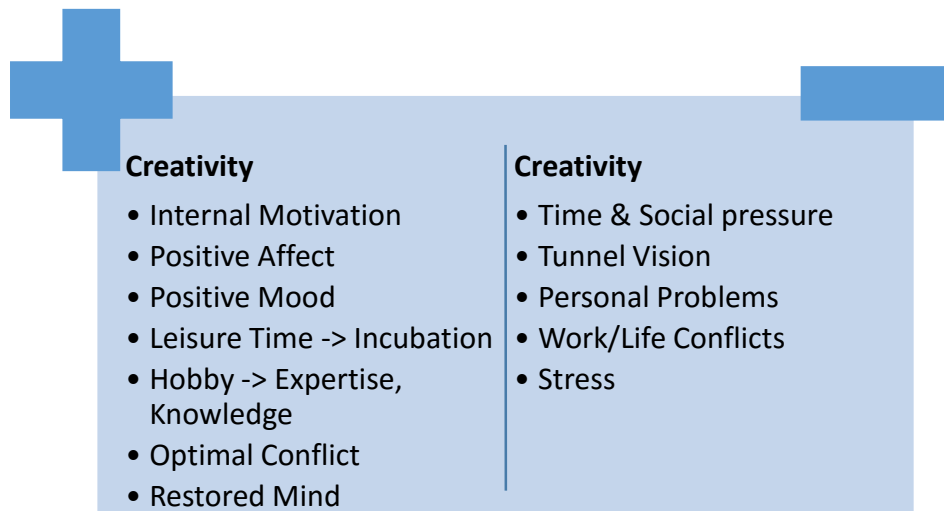 Creativity
• Internal Motivation
• Positive Affect
• Positive Mood
• Leisure Time -> Incubation
• Hobby -> Expertise,
Knowledge
• Optimal Conflict
• Restored Mind
Creativity
• Time & Social pressure
• Tunnel Vision
• Personal Problems
• Work/Life Conflicts
• Stress